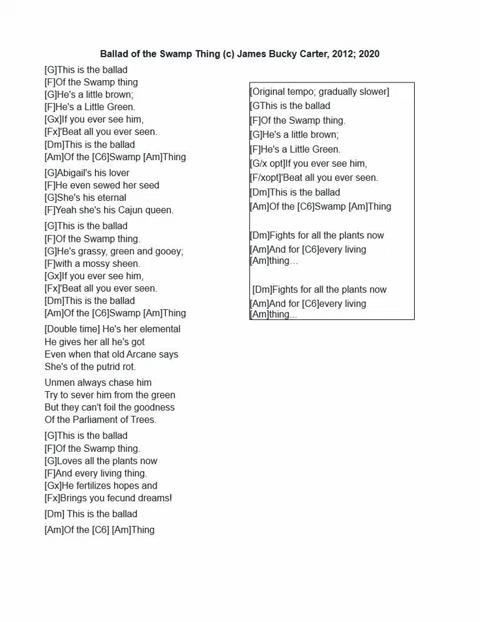 Ballad of the Swamp Thing (c) James Bucky Carter, 2012; 2020
[G]This is the ballad
[F]Of the Swamp thing
[G]He's a little brown;
[F]He's a Little Green.
[Gx]If you ever see him,
[Fx]'Beat all you ever seen.
[Dm]This is the ballad
[Am]Of the [C6]Swamp [Am]Thing
[G]Abigail's his lover
[F]He even sewed her seed
[G]She's his eternal
[F]Yeah she's his Cajun queen.
[G]This is the ballad
[F]Of the Swamp thing.
[G]He's grassy, green and gooey;
[F]with a mossy sheen.
[Gx]If you ever see him,
[Fx]'Beat all you ever seen.
[Dm]This is the ballad
[Am]Of the [C6]Swamp [Am]Thing
[Double time] He's her elemental
He gives her all he's got
Even when that old Arcane says
She's of the putrid rot.
Unmen always chase him
Try to sever him from the green
But they can't foil the goodness
Of the Parliament of Trees.
[G]This is the ballad
[F]Of the Swamp thing.
[G]Loves all the plants now
[F]And every living thing.
[Gx]He fertilizes hopes and
[Fx]Brings you fecund dreams!
[Dm] This is the ballad
[Am]Of the [C6] [Am]Thing
[Original tempo; gradually slower]
[GThis is the ballad
[F]Of the Swamp thing.
[G]He's a little brown;
[F]He's a Little Green.
[G/x opt]If you ever see him,
[F/xopt]'Beat all you ever seen.
[Dm]This is the ballad
[Am]Of the [C6]Swamp [Am]Thing
[Dm]Fights for all the plants now
[Am]And for [C6]every living
[Am]thing…
[Dm]Fights for all the plants now
[Am]And for [C6]every living
[Am]thing...